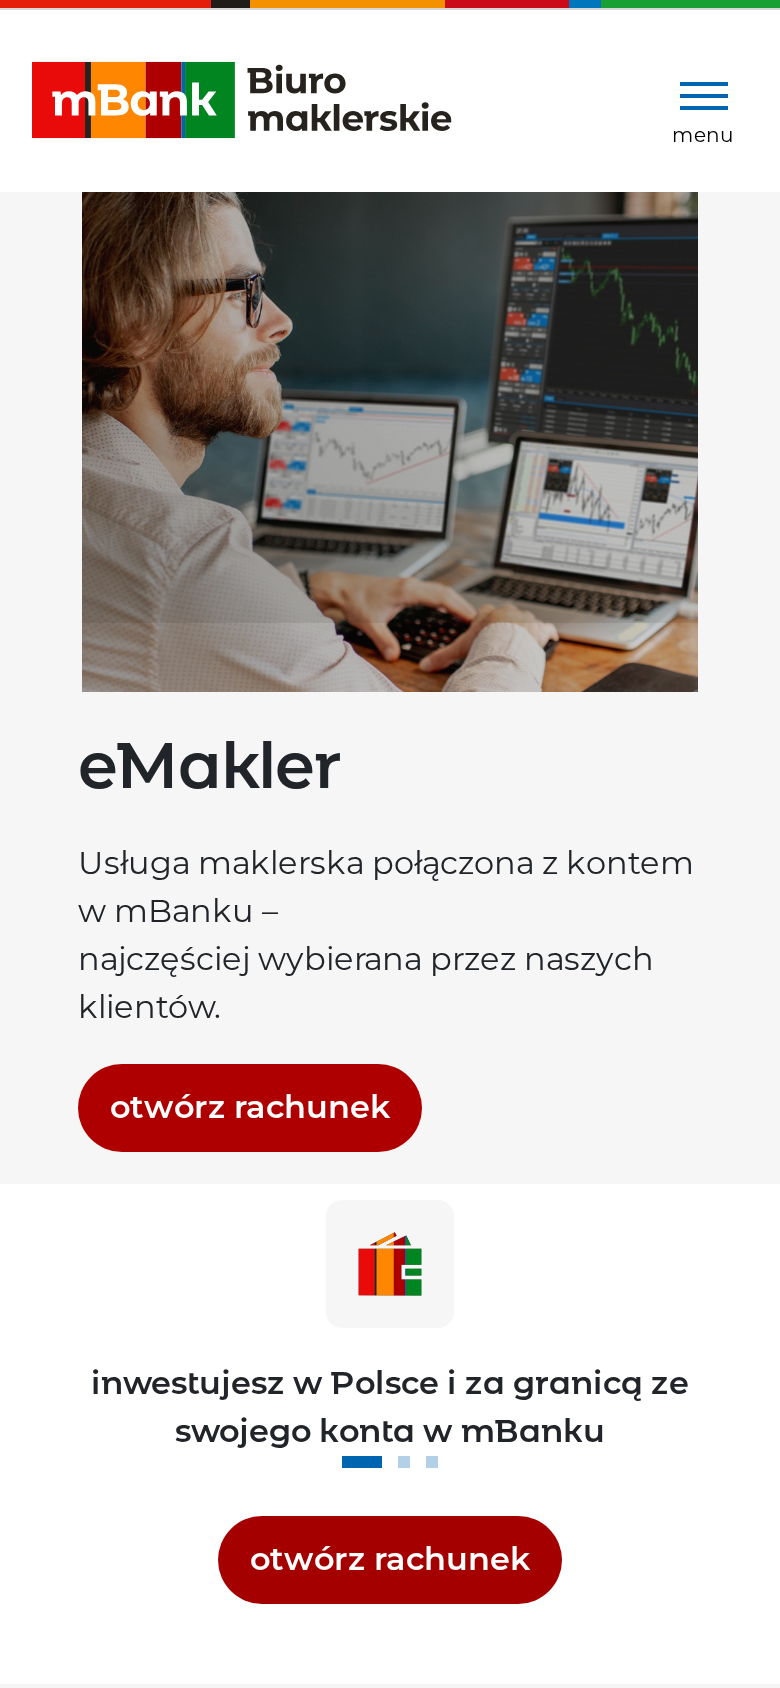 mBank
Biuro
maklerskie
menu
eMakler
Usługa maklerska połączona z kontem
w mBanku –
najczęściej wybierana przez naszych
klientów.
otwórz rachunek
inwestujesz w Polsce i za granicą ze
swojego konta w mBanku
otwórz rachunek